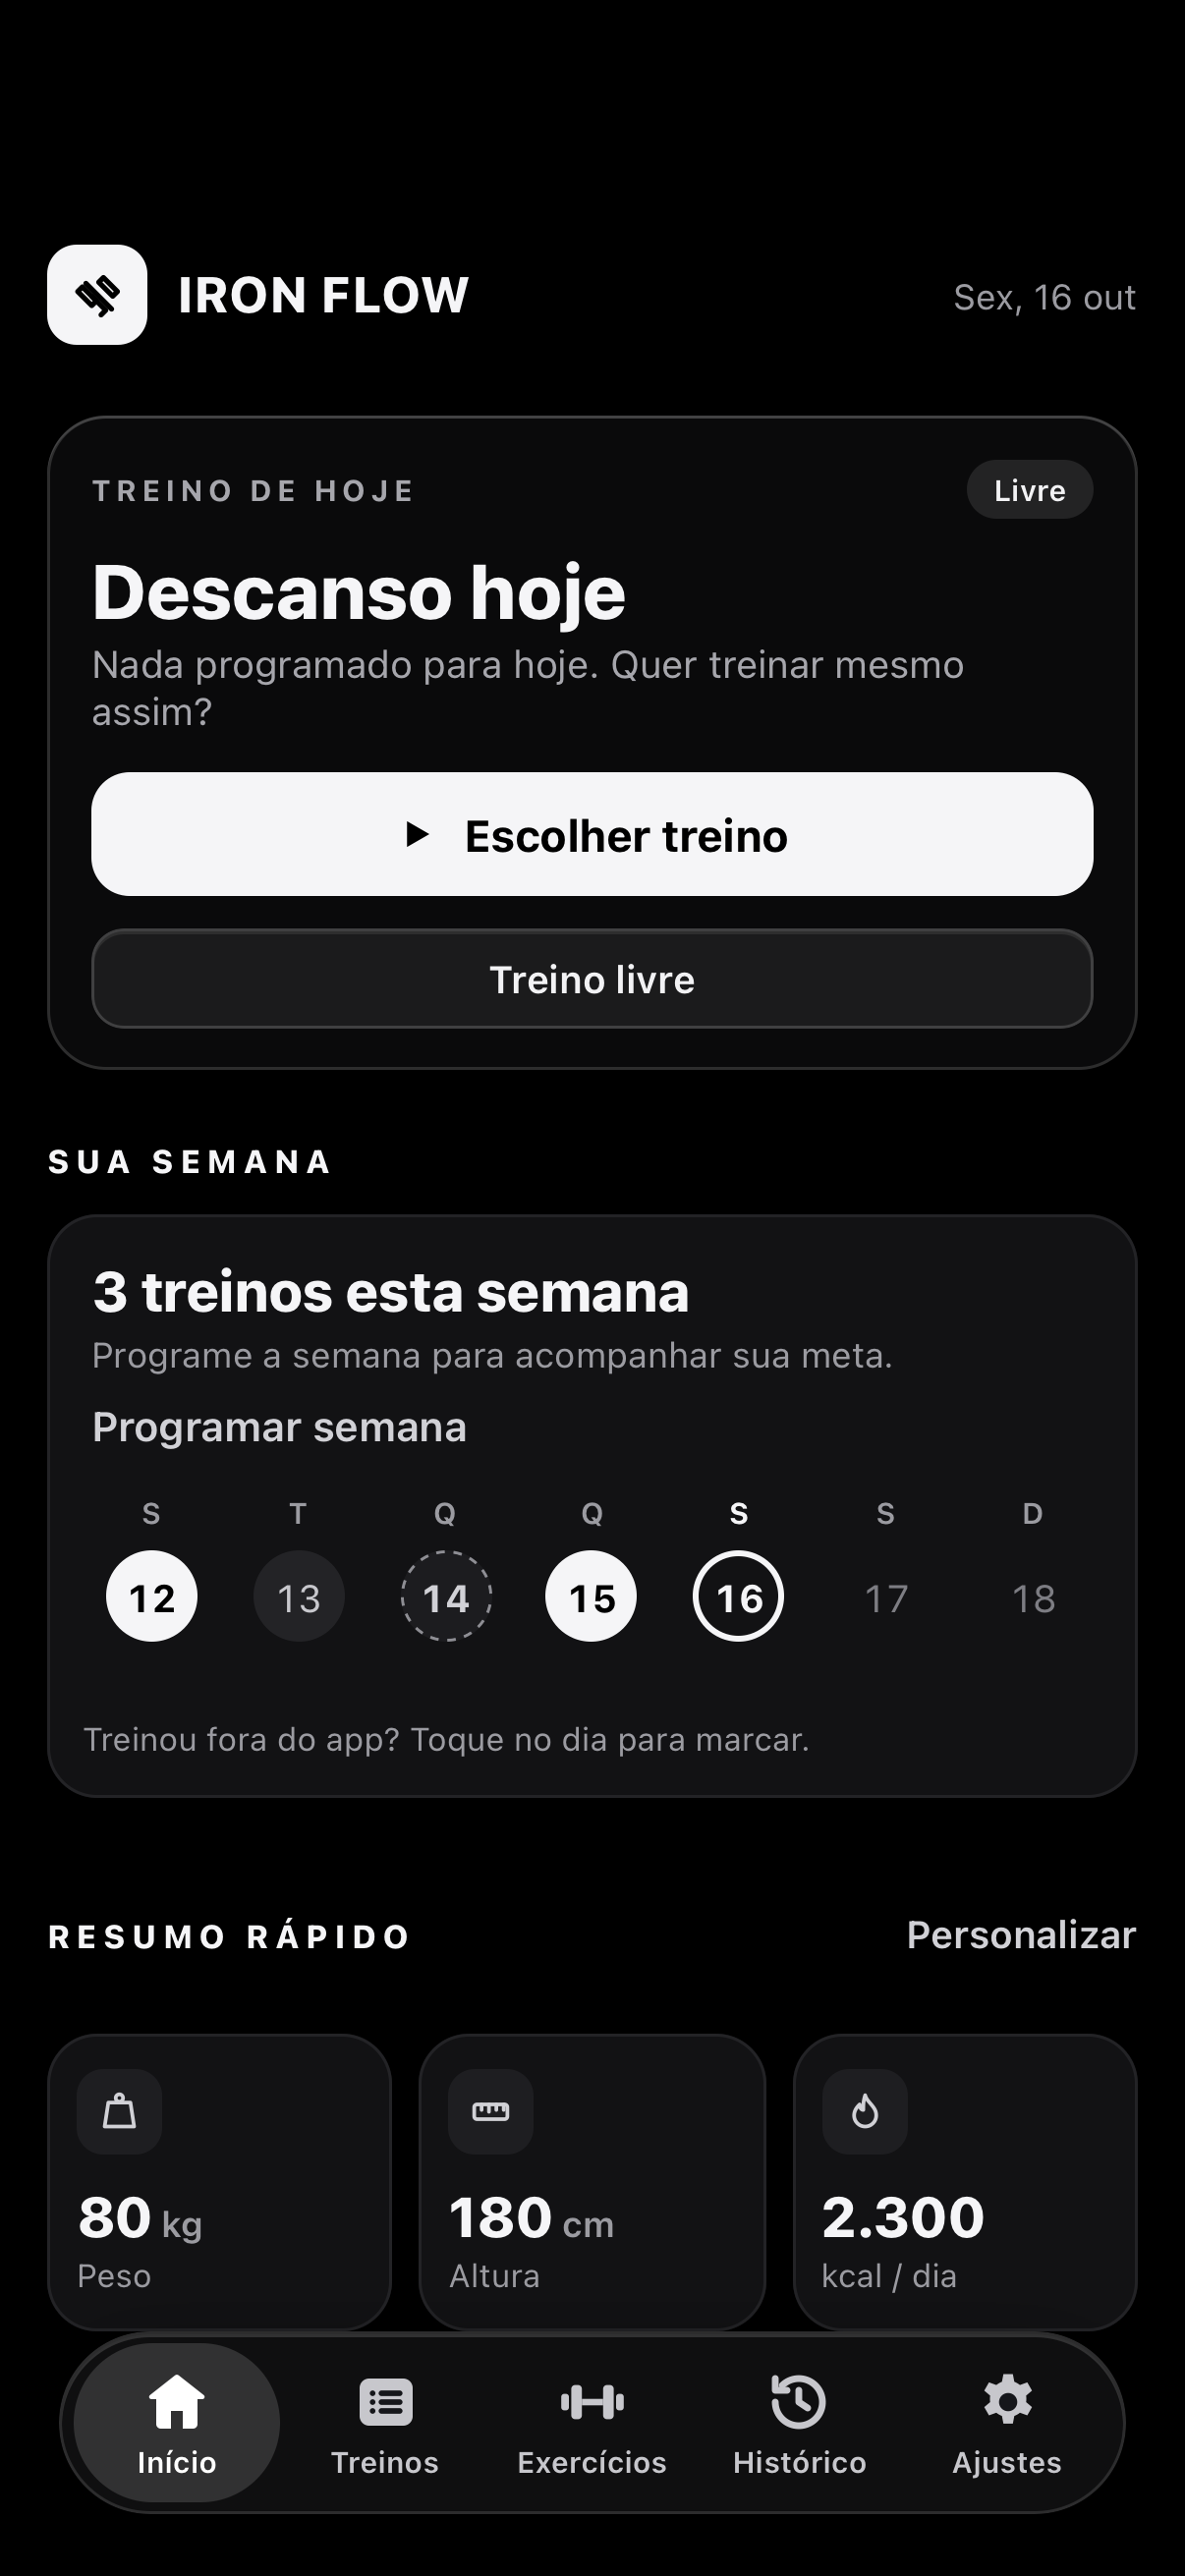 IRON FLOW
Sex, 16 out
TREINO DE HOJE
Livre
Descanso hoje
Nada programado para hoje. Quer treinar mesmo
assim?
Escolher treino
Treino livre
SUA SEMANA
3 treinos esta semana
Programe a semana para acompanhar sua meta.
Programar semana
S T Q Q S S D
12 13 14 15 16 17 18
Treinou fora do app? Toque no dia para marcar.
RESUMO RÁPIDO
Personalizar
80 kg
Peso
180 cm
Altura
2.300
kcal / dia
Início
Treinos
Exercícios
Histórico
Ajustes